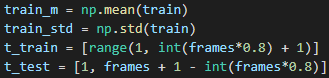 train_m = np.mean(train)
train_std = np.std(train)
t_train = [range(1, int(frames*0.8) + 1)]
t_test = [1, frames + 1 - int(frames*0.8)]